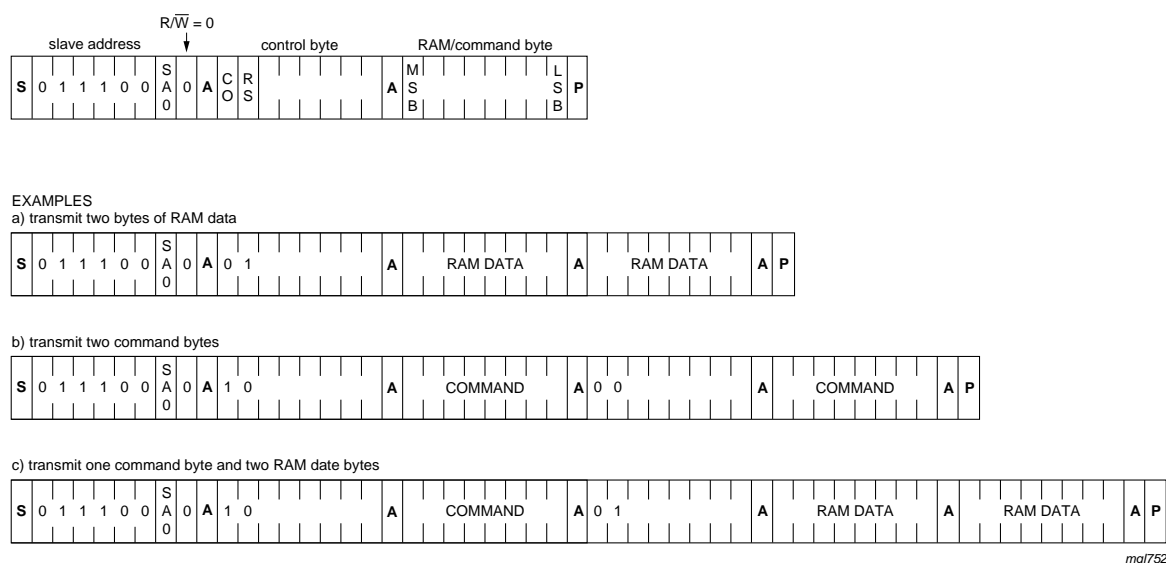 R/W = 0
slave address control byte RAM/command byte
S 0 1 1 1 0 0 SA0 0 A CO RS A MSB LSB P
EXAMPLES
a) transmit two bytes of RAM data
S 0 1 1 1 0 0 SA0 0 A 0 1 A RAM DATA A RAM DATA A P
b) transmit two command bytes
S 0 1 1 1 0 0 SA0 0 A 1 0 A COMMAND A 0 0 A COMMAND A P
c) transmit one command byte and two RAM date bytes
S 0 1 1 1 0 0 SA0 0 A 1 0 A COMMAND A 0 1 A RAM DATA A RAM DATA A P
mgl752